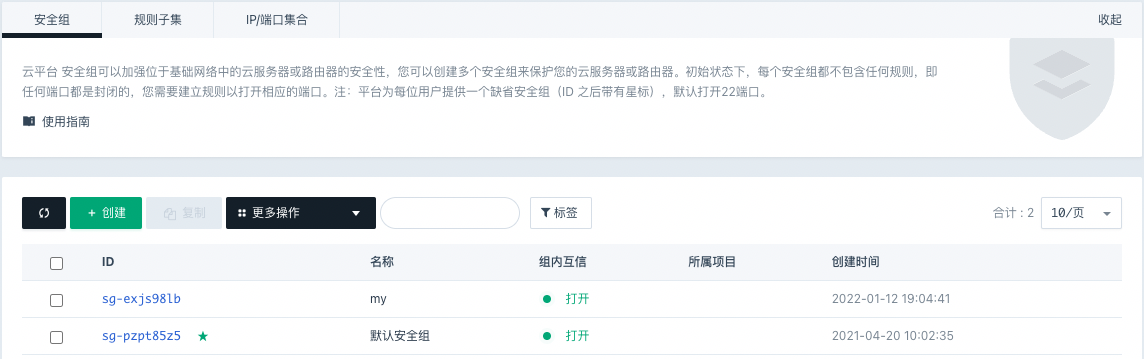 安全组 规则子集 IP/端口集合 收起
云平台 安全组可以加强位于基础网络中的云服务器或路由器的安全性，您可以创建多个安全组来保护您的云服务器或路由器。初始状态下，每个安全组都不包含任何规则，即
任何端口都是封闭的，您需要建立规则以打开相应的端口。注：平台为每位用户提供一个缺省安全组（ID 之后带有星标），默认打开22端口。
使用指南
+ 创建 复制 更多操作 标签 合计：2 10/页
ID 名称 组内互信 所属项目 创建时间
sg-exjs98lb my 打开 2022-01-12 19:04:41
sg-pzpt85z5 ★ 默认安全组 打开 2021-04-20 10:02:35